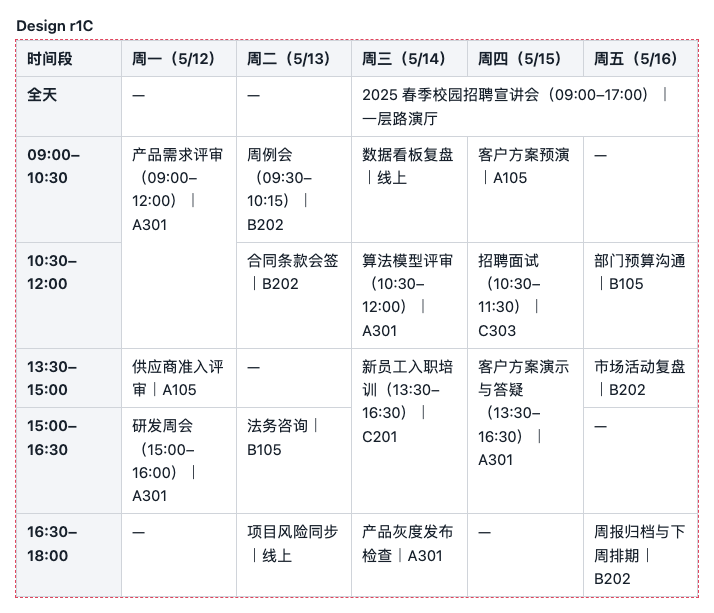 Design r1C
时间段
周一（5/12）
周二（5/13）
周三（5/14）
周四（5/15）
周五（5/16）
全天
—
—
2025 春季校园招聘宣讲会（09:00–17:00）｜
一层路演厅
09:00–
10:30
产品需求评审
（09:00–
12:00）｜
A301
周例会
（09:30–
10:15）｜
B202
数据看板复盘
｜线上
客户方案预演
｜A105
—
10:30–
12:00
合同条款会签
｜B202
算法模型评审
（10:30–
12:00）｜
A301
招聘面试
（10:30–
11:30）｜
C303
部门预算沟通
｜B105
13:30–
15:00
供应商准入评
审｜A105
—
新员工入职培
训（13:30–
16:30）｜
C201
客户方案演示
与答疑
（13:30–
16:30）｜
A301
市场活动复盘
｜B202
15:00–
16:30
研发周会
（15:00–
16:00）｜
A301
法务咨询｜
B105
—
16:30–
18:00
—
项目风险同步
｜线上
产品灰度发布
检查｜A301
—
周报归档与下
周排期｜
B202